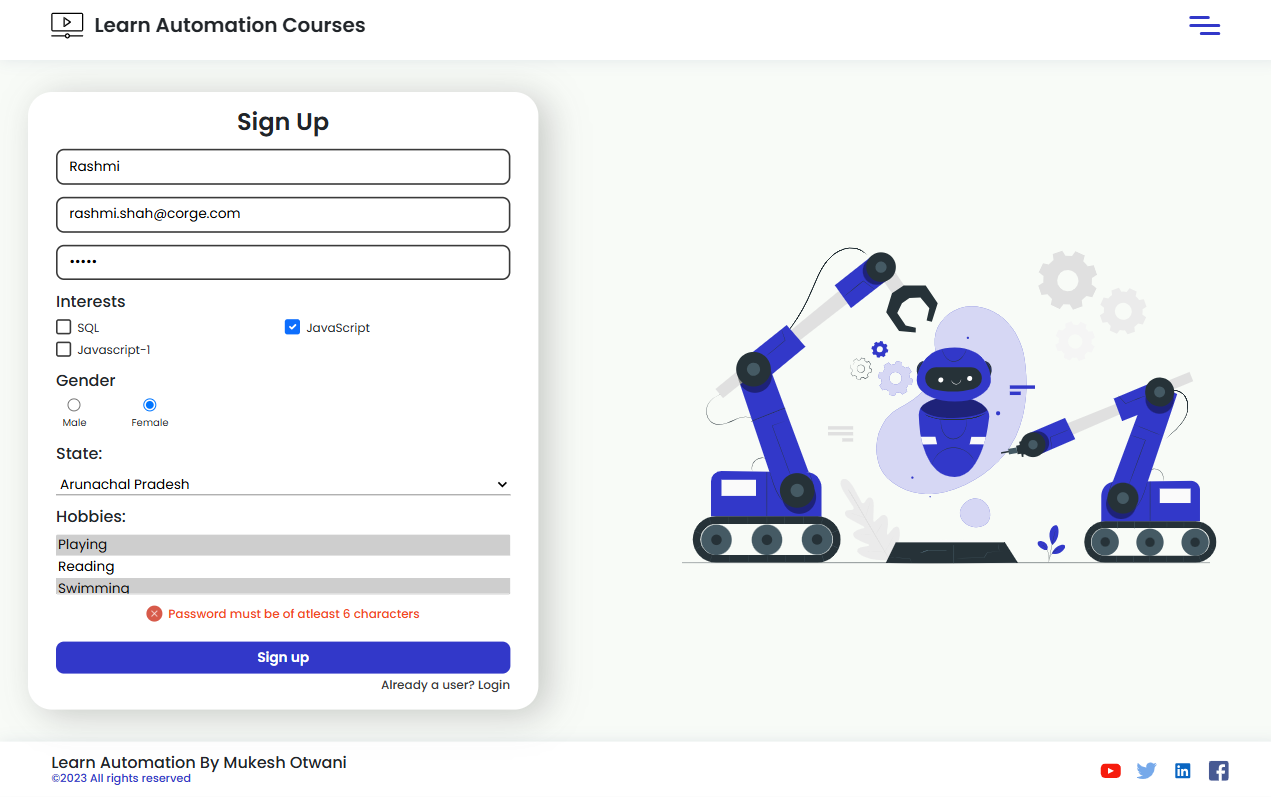 Learn Automation Courses
Sign Up
Rashmi
rashmi.shah@corge.com
•••••
Interests
SQL
JavaScript
Javascript-1
Gender
Male
Female
State:
Arunachal Pradesh
Hobbies:
Playing
Reading
Swimming
Password must be of atleast 6 characters
Sign up
Already a user? Login
Learn Automation By Mukesh Otwani
©2023 All rights reserved